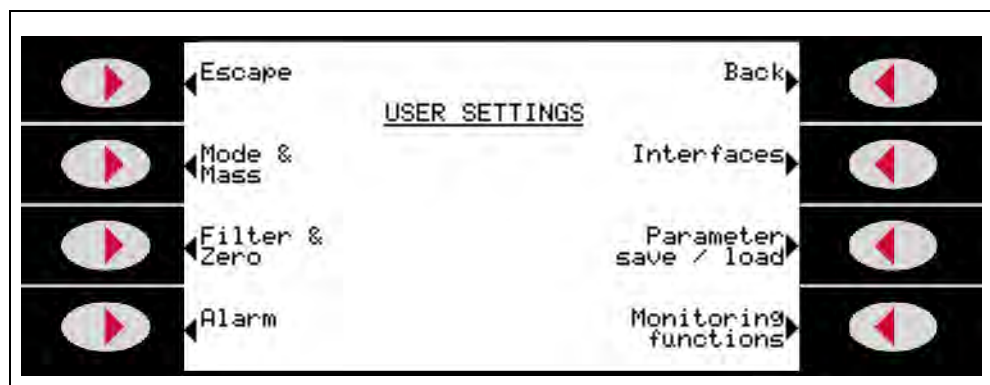 Escape
Back
USER SETTINGS
Mode &
Mass
Interfaces
Filter &
Zero
Parameter
save / load
Alarm
Monitoring
functions